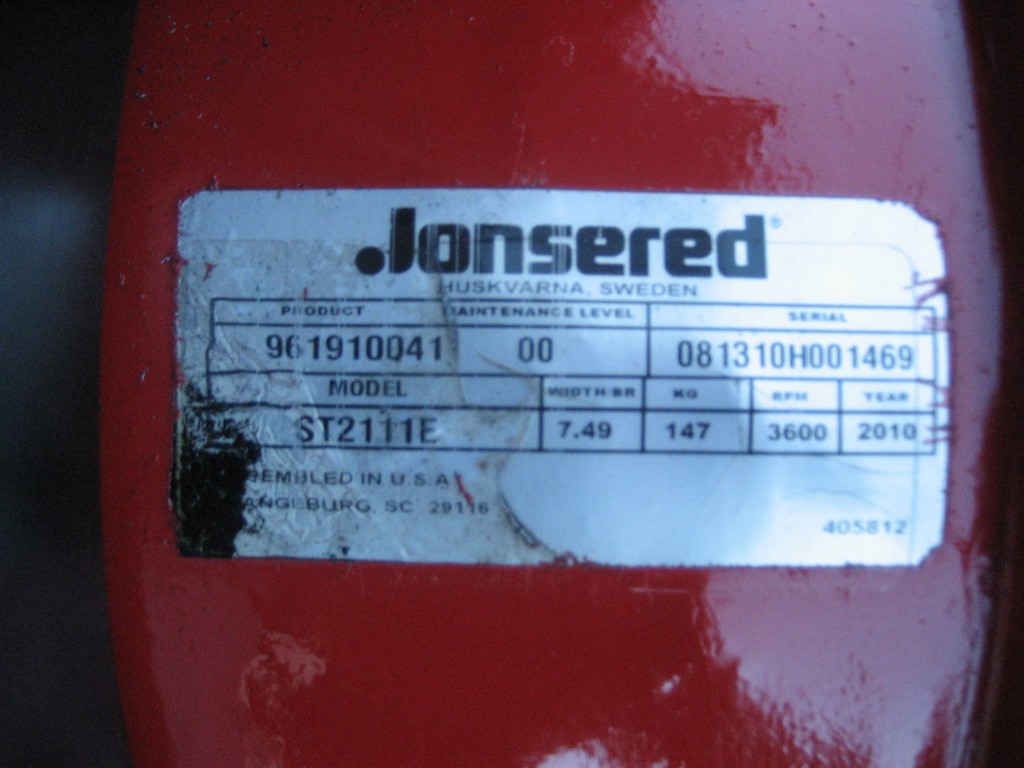 Jonsered®
HUSKVARNA, SWEDEN
PRODUCT MAINTENANCE LEVEL SERIAL
961910041 00 081310H001469
MODEL WIDTH/BR KG RPM YEAR
ST2111E 7.49 147 3600 2010
EMBLED IN U.S.A
ANGEBURG, SC 29116
405812